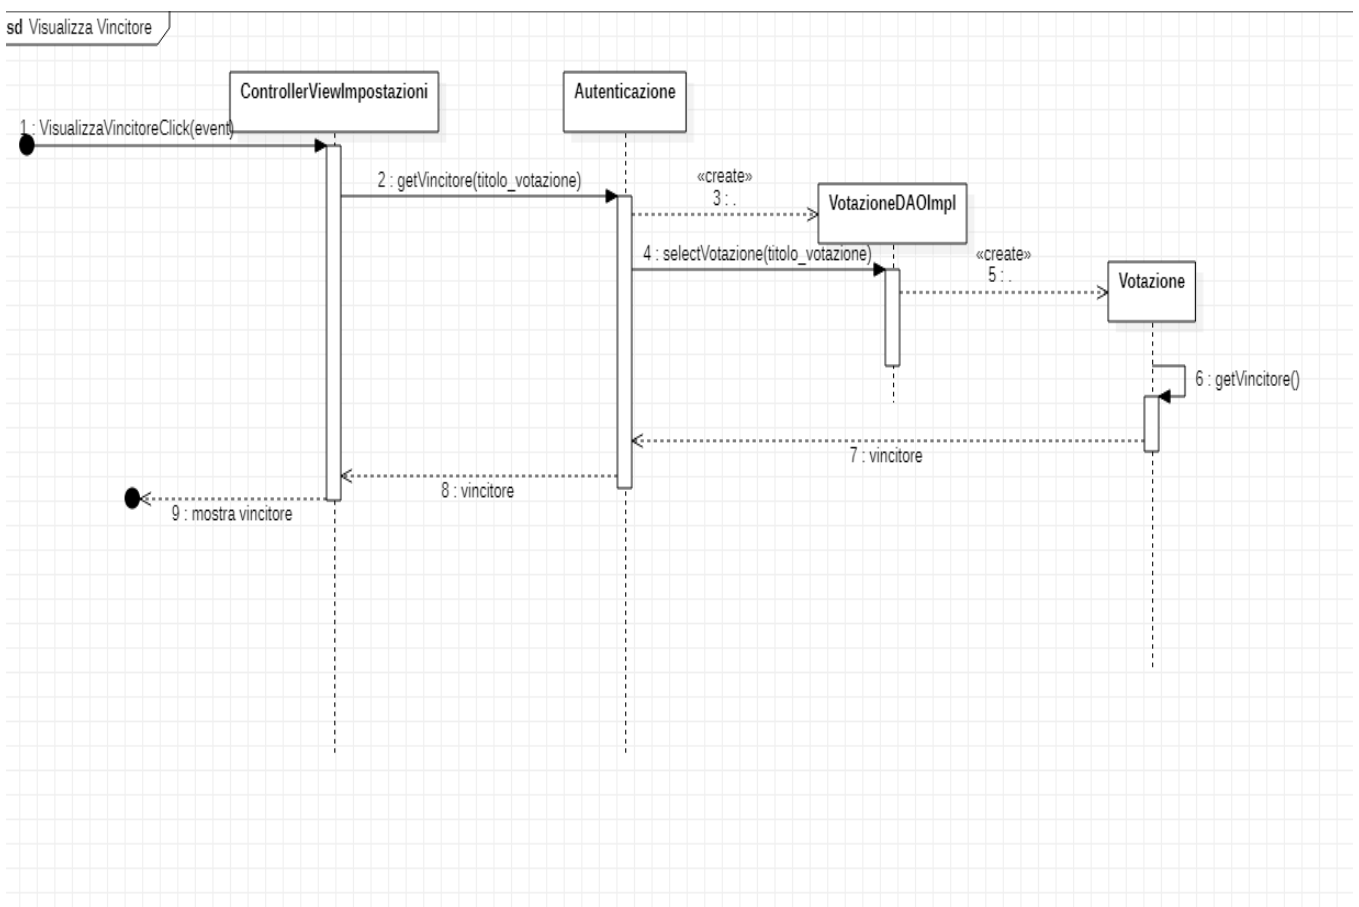 sd Visualizza Vincitore
ControllerViewImpostazioni
Autenticazione
1 : VisualizzaVincitoreClick(event)
2 : getVincitore(titolo_votazione)
«create»
3 : .
VotazioneDAOImpl
4 : selectVotazione(titolo_votazione)
«create»
5 : .
Votazione
6 : getVincitore()
7 : vincitore
8 : vincitore
9 : mostra vincitore